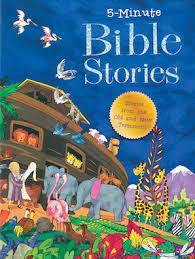 5-Minute
Bible
Stories
Stories
from the
Old and New
Testament!